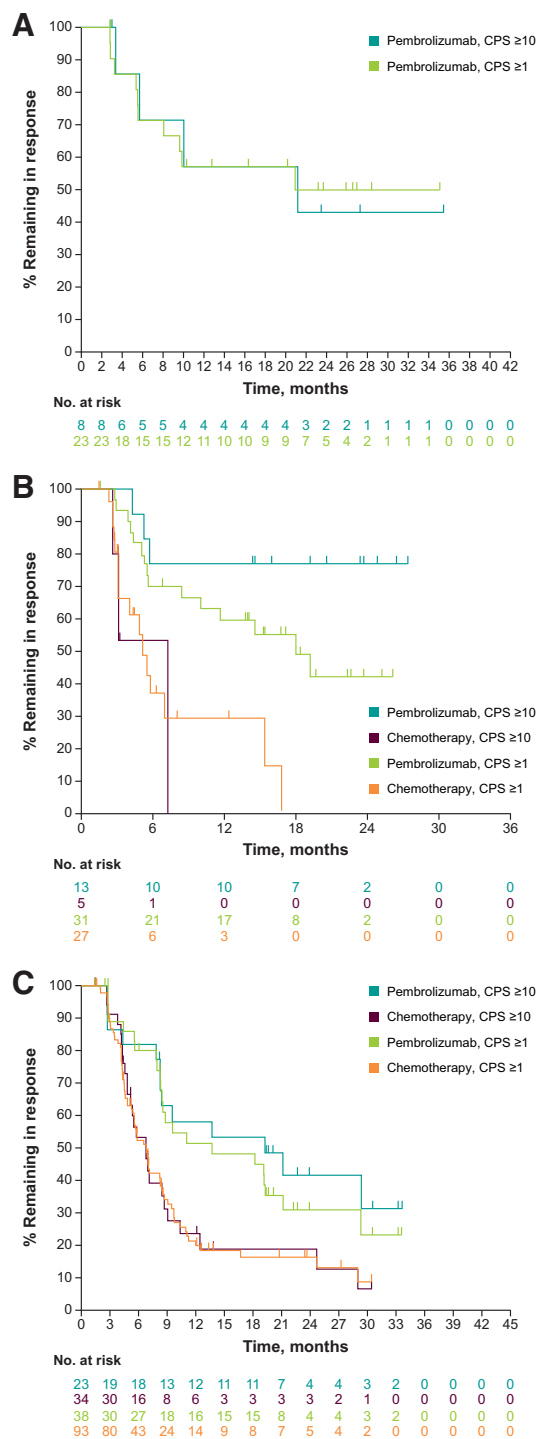 A
Pembrolizumab, CPS ≥10
Pembrolizumab, CPS ≥1
% Remaining in response
100
90
80
70
60
50
40
30
20
10
0
0 2 4 6 8 10 12 14 16 18 20 22 24 26 28 30 32 34 36 38 40 42
Time, months
No. at risk
8 8 6 5 5 4 4 4 4 4 4 3 2 2 1 1 1 1 0 0 0 0
23 23 18 15 15 12 11 10 10 9 9 7 5 4 2 1 1 1 0 0 0 0
B
% Remaining in response
100
90
80
70
60
50
40
30
20
10
0
Pembrolizumab, CPS ≥10
Chemotherapy, CPS ≥10
Pembrolizumab, CPS ≥1
Chemotherapy, CPS ≥1
0 6 12 18 24 30 36
Time, months
No. at risk
13 10 10 7 2 0 0
5 1 0 0 0 0 0
31 21 17 8 2 0 0
27 6 3 0 0 0 0
C
Pembrolizumab, CPS ≥10
Chemotherapy, CPS ≥10
Pembrolizumab, CPS ≥1
Chemotherapy, CPS ≥1
% Remaining in response
100
90
80
70
60
50
40
30
20
10
0
0 3 6 9 12 15 18 21 24 27 30 33 36 39 42 45
Time, months
No. at risk
23 19 18 13 12 11 11 7 4 4 3 2 0 0 0 0
34 30 16 8 6 3 3 3 3 2 1 0 0 0 0 0
38 30 27 18 16 15 15 8 4 4 3 2 0 0 0 0
93 80 43 24 14 9 8 7 5 4 2 0 0 0 0 0